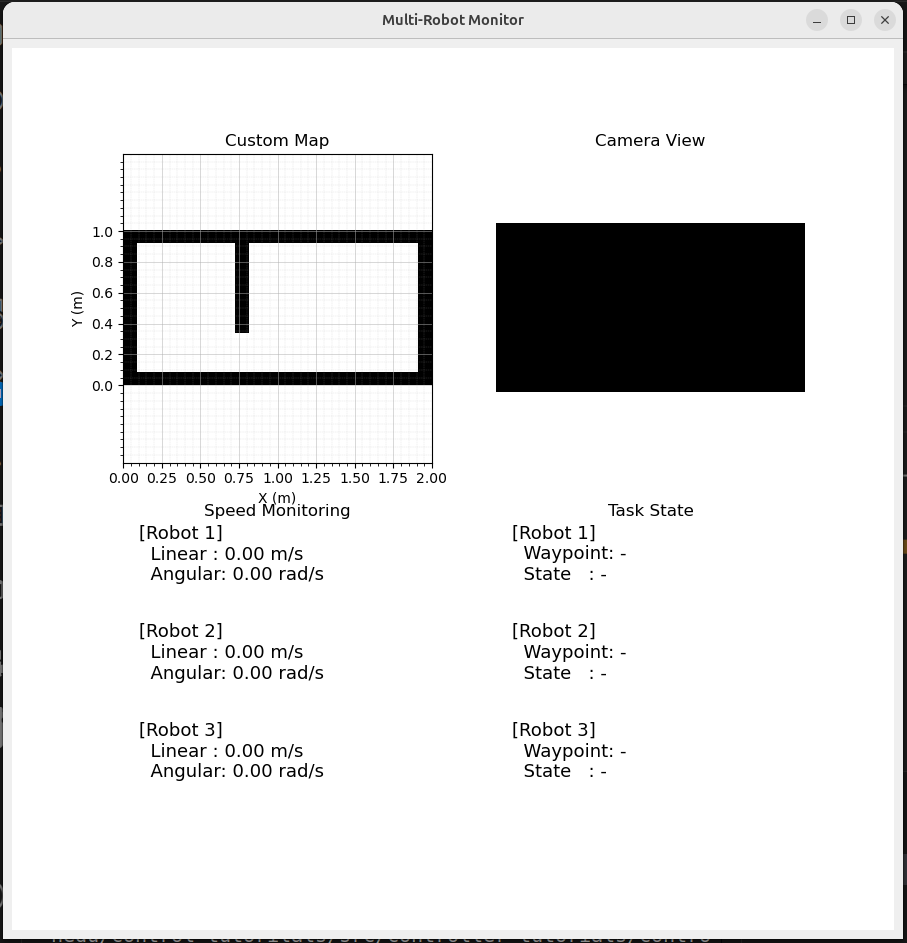 Multi-Robot Monitor
Custom Map
Camera View
1.0
0.8
0.6
0.4
0.2
0.0
Y (m)
0.00 0.25 0.50 0.75 1.00 1.25 1.50 1.75 2.00
X (m)
Speed Monitoring
[Robot 1]
Linear : 0.00 m/s
Angular: 0.00 rad/s
[Robot 2]
Linear : 0.00 m/s
Angular: 0.00 rad/s
[Robot 3]
Linear : 0.00 m/s
Angular: 0.00 rad/s
Task State
[Robot 1]
Waypoint: -
State : -
[Robot 2]
Waypoint: -
State : -
[Robot 3]
Waypoint: -
State : -